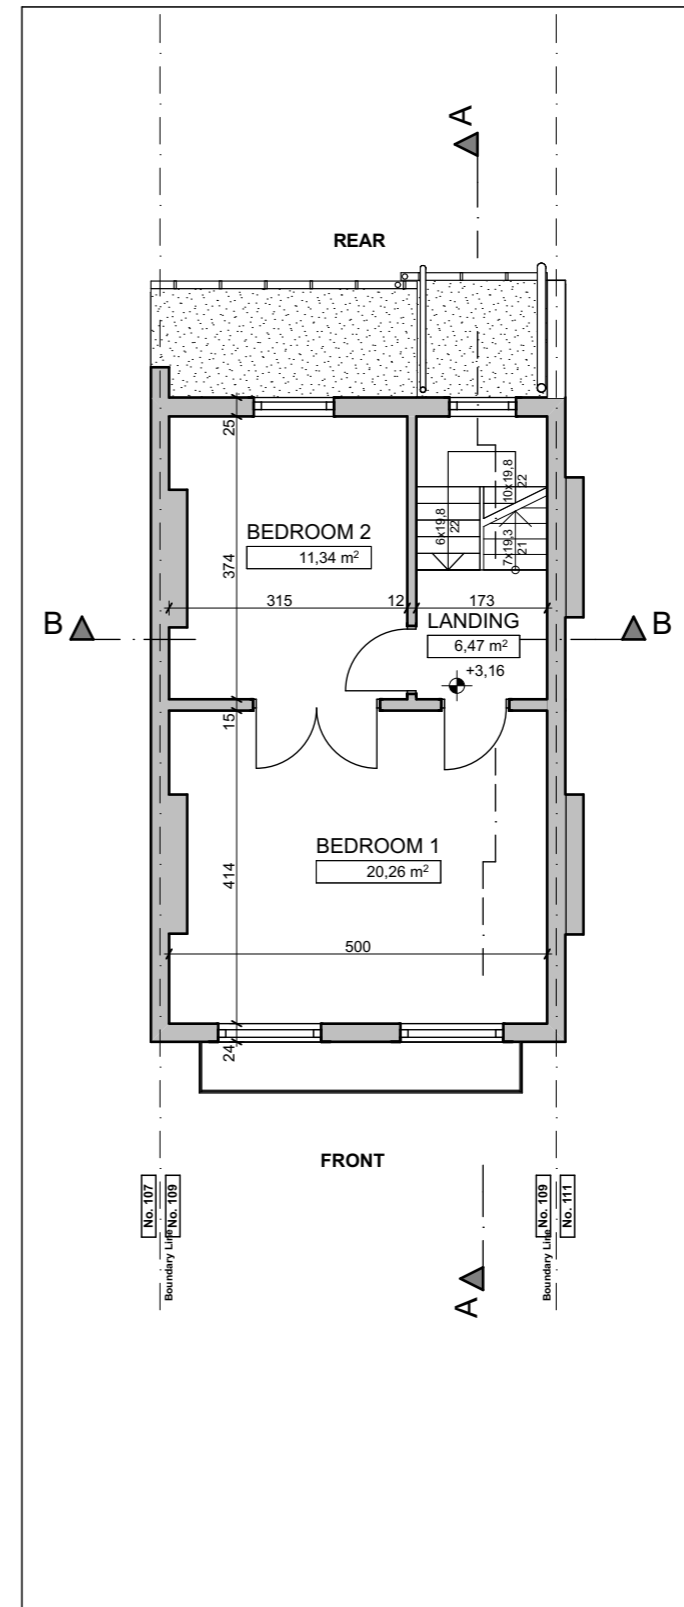 A
REAR
25
10x19,8
22
6x19,8
22
7x19,3
21
BEDROOM 2
11,34 m²
374
315
12
173
B
B
LANDING
6,47 m²
+3,16
15
BEDROOM 1
20,26 m²
414
500
24
FRONT
No. 107
No. 109
Boundary Line
No. 109
No. 111
Boundary Line
A